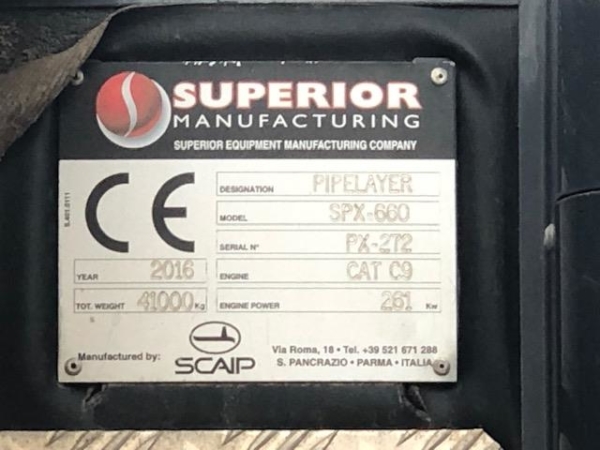 SUPERIOR
MANUFACTURING
SUPERIOR EQUIPMENT MANUFACTURING COMPANY
S.401.0111
CE
DESIGNATION PIPELAYER
MODEL SPX-660
SERIAL N° PX-272
YEAR 2016
ENGINE CAT C9
TOT. WEIGHT 41000 Kg
ENGINE POWER 261 KW
Manufactured by: SCAIP
Via Roma, 18 • Tel. +39 521 671 288
S. PANCRAZIO • PARMA • ITALIA